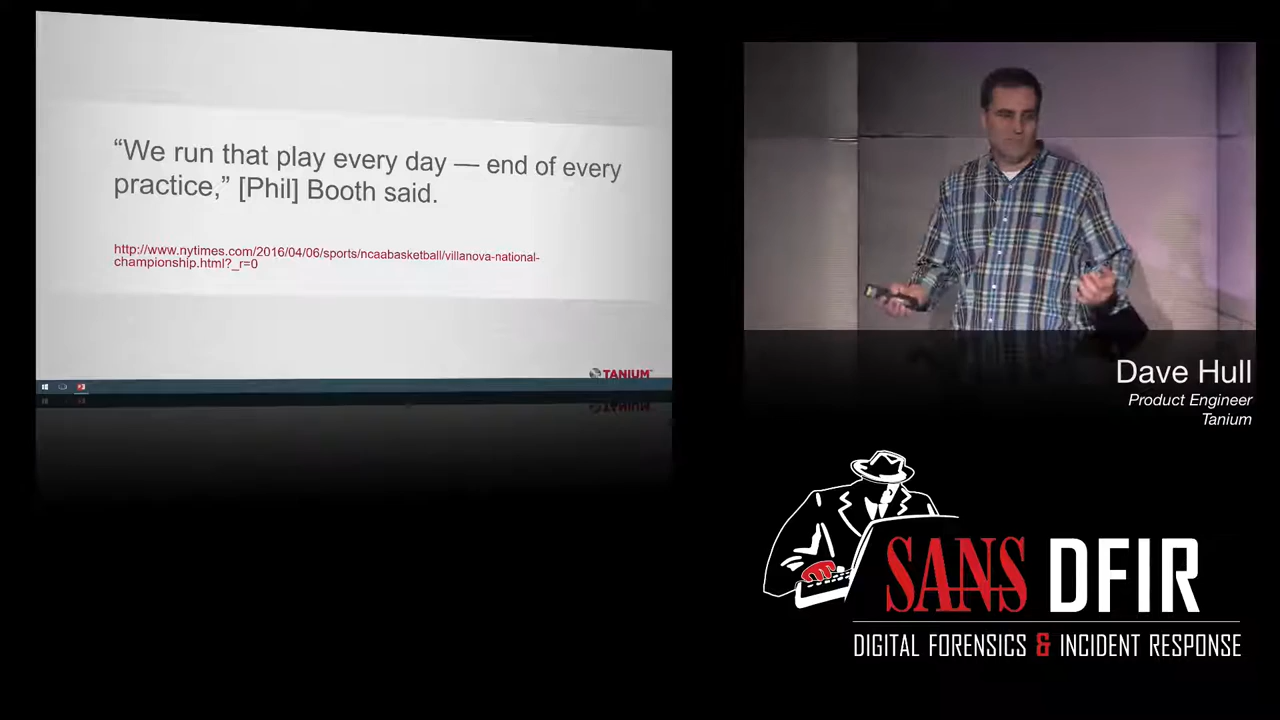 “We run that play every day — end of every
practice,” [Phil] Booth said.
http://www.nytimes.com/2016/04/06/sports/ncaabasketball/villanova-national-
championship.html?_r=0
TANIUM
Dave Hull
Product Engineer
Tanium
SANS DFIR
DIGITAL FORENSICS & INCIDENT RESPONSE